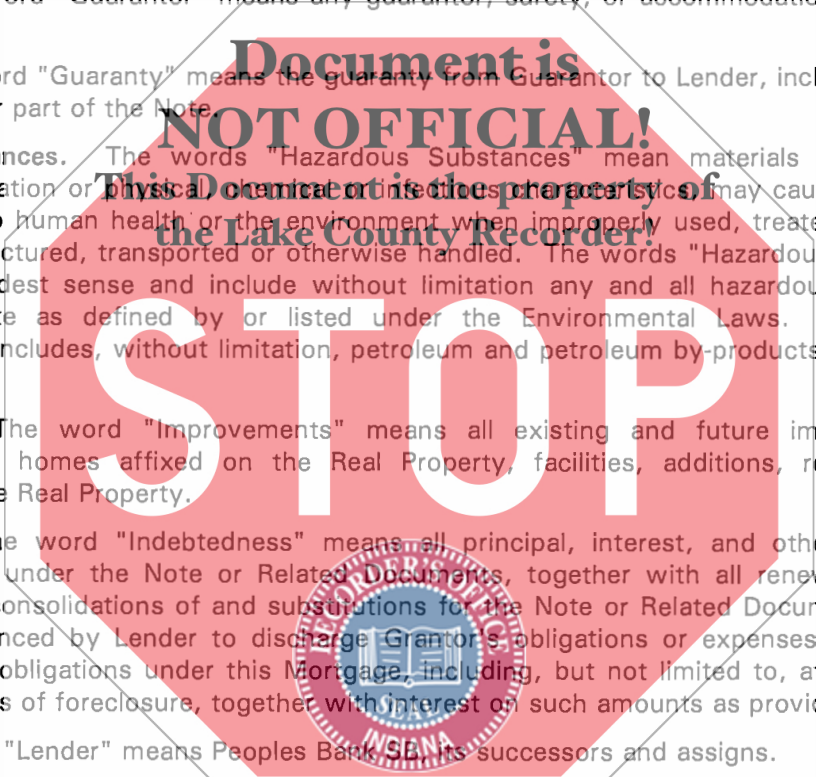 ord "Guarantor" means any guarantor, surety, or accommodatio
Document is
rd "Guaranty" means the guaranty from Guarantor to Lender, incl
r part of the Note.
NOT OFFICIAL!
nces. The words "Hazardous Substances" mean materials
ation or physical, chemical or infectious characteristics, may cau
This Document is the property of
o human health or the environment when improperly used, treate
the Lake County Recorder!
ctured, transported or otherwise handled. The words "Hazardou
dest sense and include without limitation any and all hazardou
te as defined by or listed under the Environmental Laws.
ncludes, without limitation, petroleum and petroleum by-products
STOP
The word "Improvements" means all existing and future im
homes affixed on the Real Property, facilities, additions, re
e Real Property.
e word "Indebtedness" means all principal, interest, and othe
under the Note or Related Documents, together with all renew
onsolidations of and substitutions for the Note or Related Docum
nced by Lender to discharge Grantor's obligations or expenses
obligations under this Mortgage, including, but not limited to, at
s of foreclosure, together with interest on such amounts as provid
"Lender" means Peoples Bank SB, its successors and assigns.
RECORDER'S OFFICE
SEAL
INDIANA